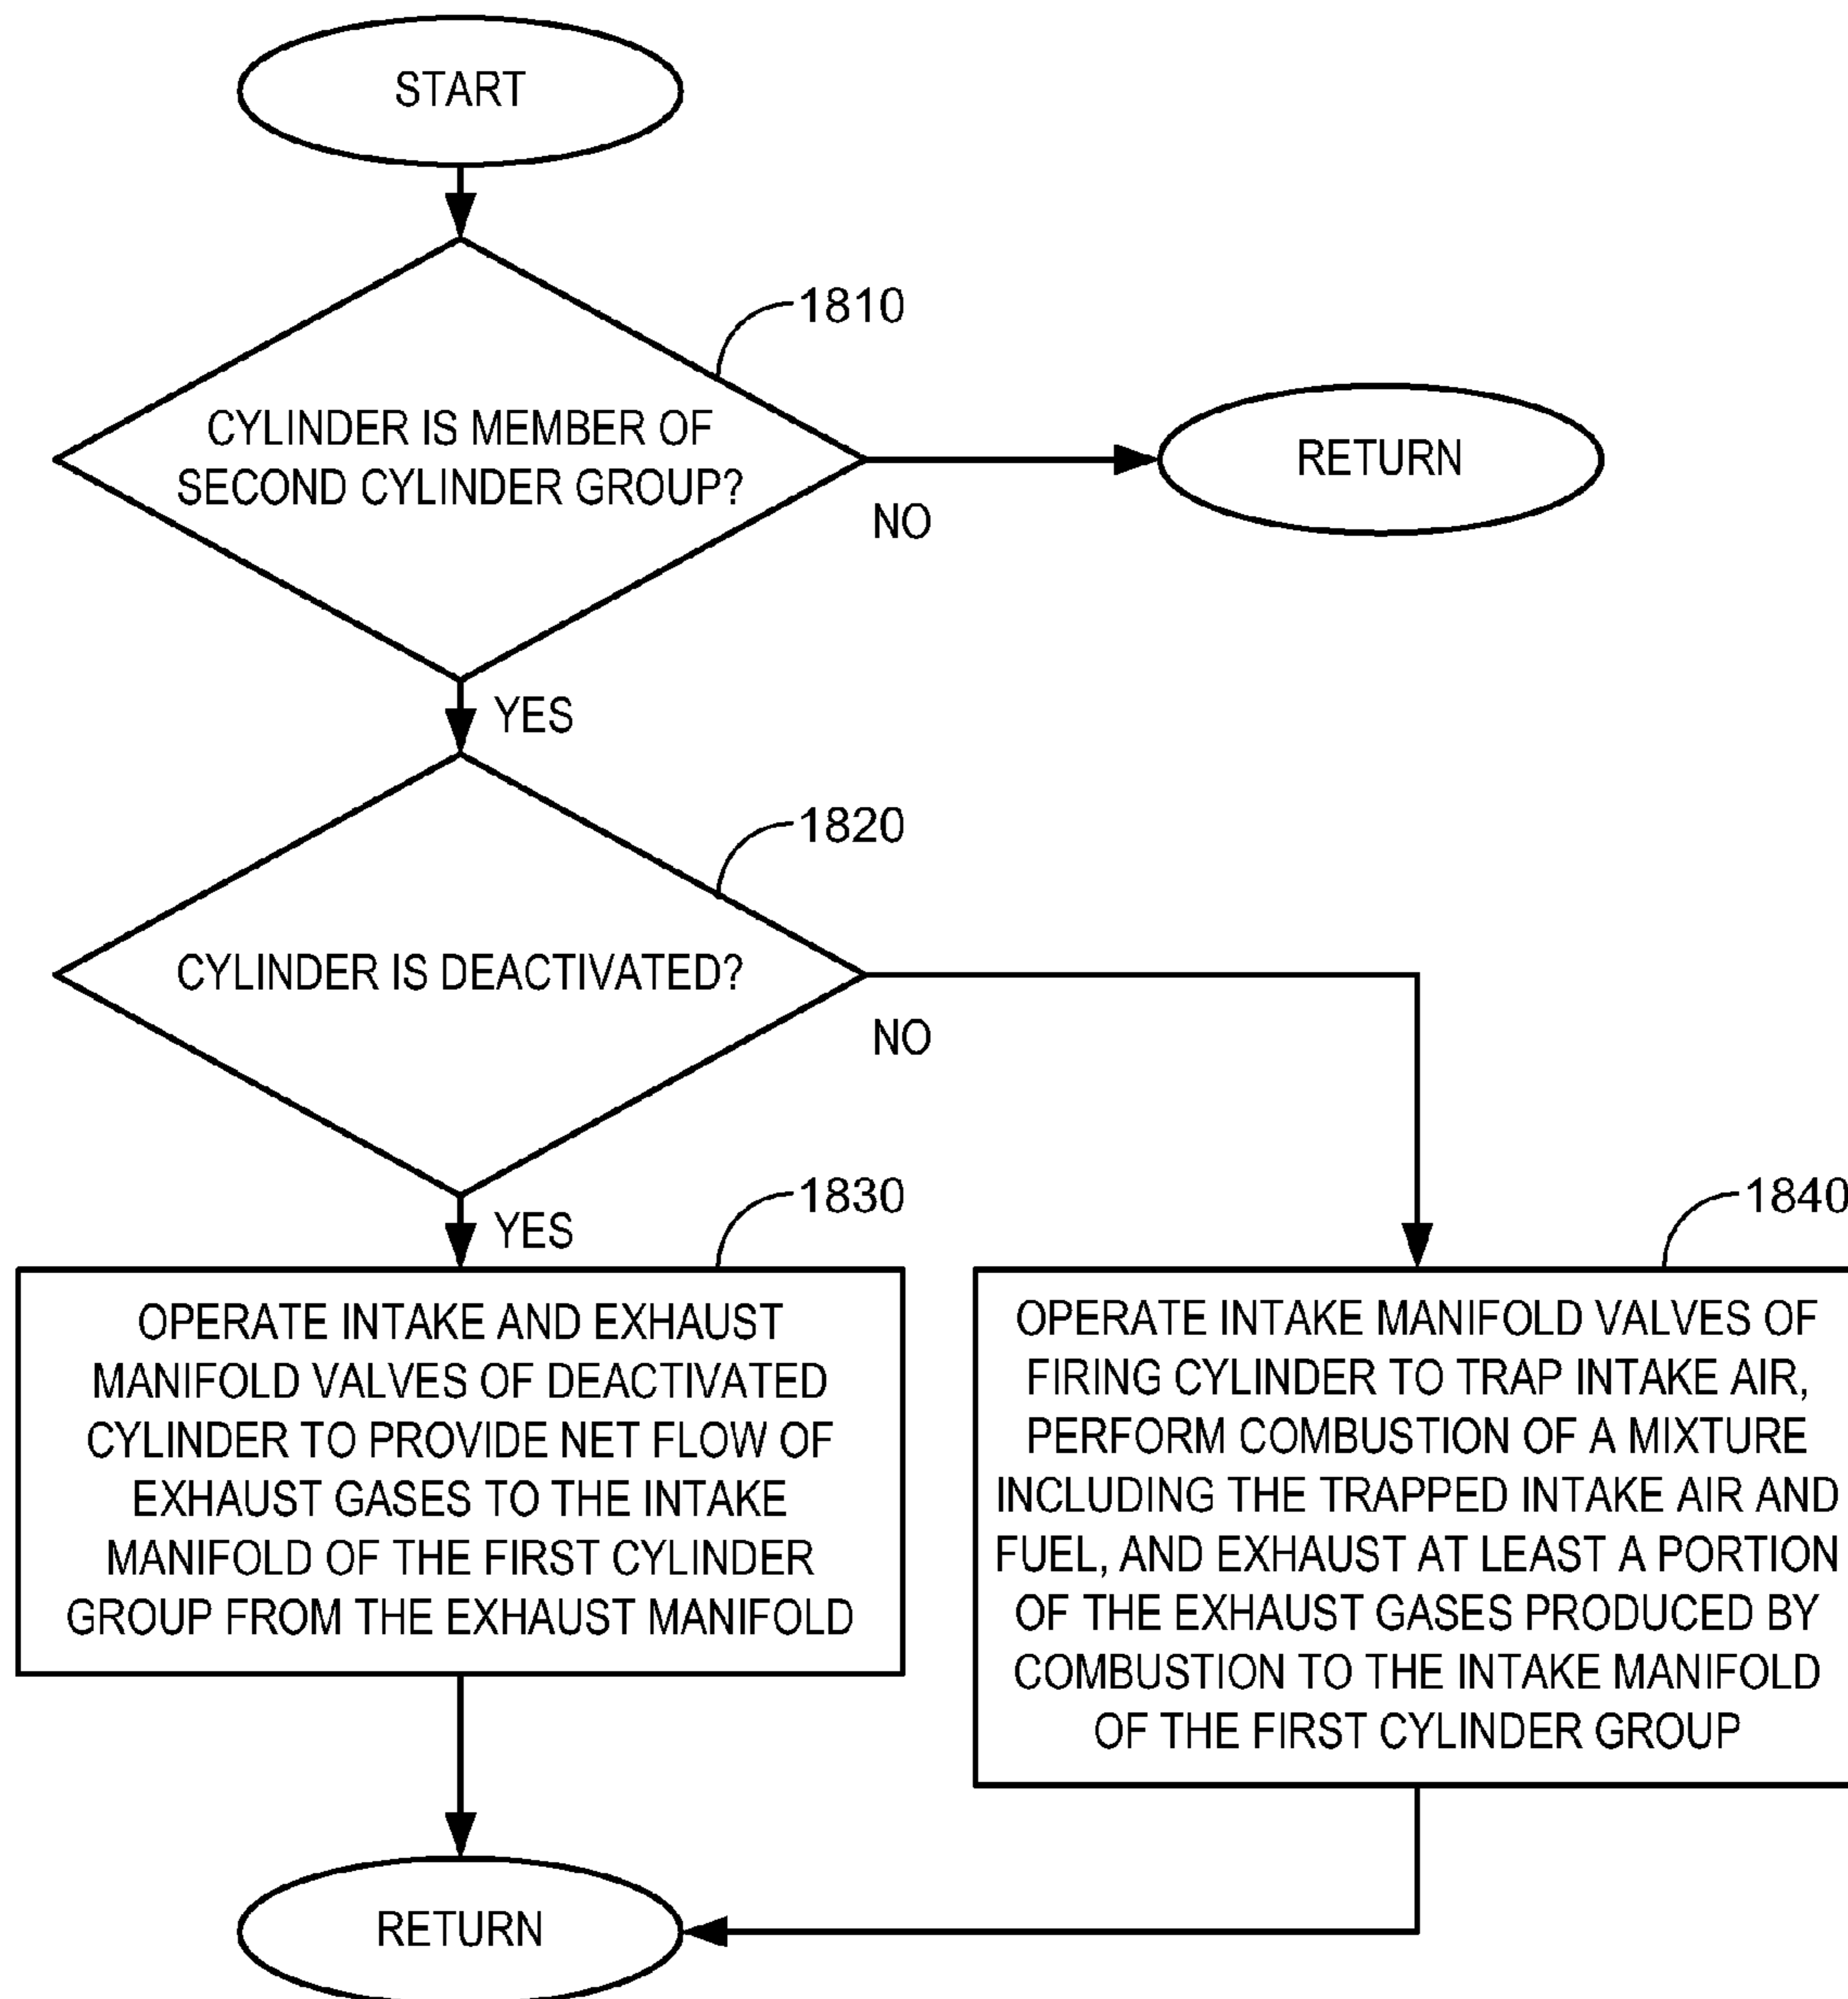 START
1810
CYLINDER IS MEMBER OF
SECOND CYLINDER GROUP?
RETURN
NO
YES
1820
CYLINDER IS DEACTIVATED?
NO
YES
1830
OPERATE INTAKE AND EXHAUST
MANIFOLD VALVES OF DEACTIVATED
CYLINDER TO PROVIDE NET FLOW OF
EXHAUST GASES TO THE INTAKE
MANIFOLD OF THE FIRST CYLINDER
GROUP FROM THE EXHAUST MANIFOLD
1840
OPERATE INTAKE MANIFOLD VALVES OF
FIRING CYLINDER TO TRAP INTAKE AIR,
PERFORM COMBUSTION OF A MIXTURE
INCLUDING THE TRAPPED INTAKE AIR AND
FUEL, AND EXHAUST AT LEAST A PORTION
OF THE EXHAUST GASES PRODUCED BY
COMBUSTION TO THE INTAKE MANIFOLD
OF THE FIRST CYLINDER GROUP
RETURN